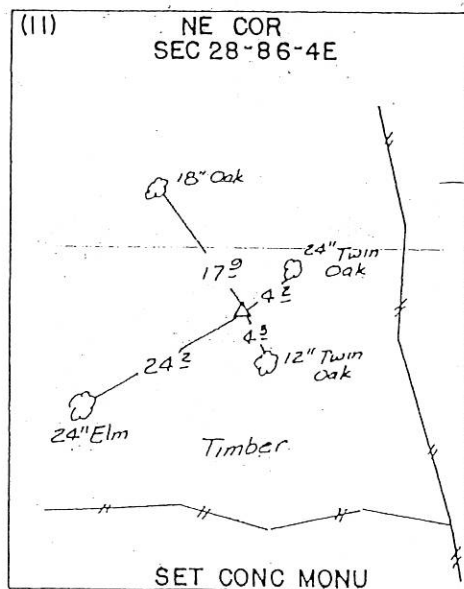 (11)
NE COR
SEC 28-86-4E
18" Oak
24" Twin
Oak
17 9
4 2
4 3
24 2
12" Twin
Oak
24" Elm
Timber
SET CONC MONU